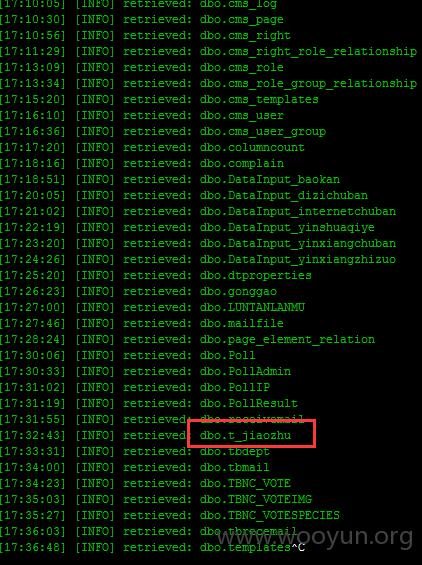 [17:10:05] [INFO] retrieved: dbo.cms_log
[17:10:30] [INFO] retrieved: dbo.cms_page
[17:10:56] [INFO] retrieved: dbo.cms_right
[17:11:29] [INFO] retrieved: dbo.cms_right_role_relationship
[17:13:09] [INFO] retrieved: dbo.cms_role
[17:13:34] [INFO] retrieved: dbo.cms_role_group_relationship
[17:15:20] [INFO] retrieved: dbo.cms_templates
[17:16:10] [INFO] retrieved: dbo.cms_user
[17:16:36] [INFO] retrieved: dbo.cms_user_group
[17:17:20] [INFO] retrieved: dbo.columncount
[17:18:16] [INFO] retrieved: dbo.complain
[17:18:51] [INFO] retrieved: dbo.DataInput_baokan
[17:20:05] [INFO] retrieved: dbo.DataInput_dizichuban
[17:21:02] [INFO] retrieved: dbo.DataInput_internetchuban
[17:22:19] [INFO] retrieved: dbo.DataInput_yinshuaqiye
[17:23:20] [INFO] retrieved: dbo.DataInput_yinxiangchuban
[17:24:26] [INFO] retrieved: dbo.DataInput_yinxiangzhizuo
[17:25:20] [INFO] retrieved: dbo.dtproperties
[17:26:23] [INFO] retrieved: dbo.gonggao
[17:27:00] [INFO] retrieved: dbo.LUNTANLANMU
[17:27:46] [INFO] retrieved: dbo.mailfile
[17:28:24] [INFO] retrieved: dbo.page_element_relation
[17:30:06] [INFO] retrieved: dbo.Poll
[17:30:33] [INFO] retrieved: dbo.PollAdmin
[17:31:02] [INFO] retrieved: dbo.PollIP
[17:31:19] [INFO] retrieved: dbo.PollResult
[17:31:55] [INFO] retrieved: dbo.receivemail
[17:32:43] [INFO] retrieved: dbo.t_jiaozhu
[17:33:31] [INFO] retrieved: dbo.tbdept
[17:34:00] [INFO] retrieved: dbo.tbmail
[17:34:23] [INFO] retrieved: dbo.TBNC_VOTE
[17:35:03] [INFO] retrieved: dbo.TBNC_VOTEIMG
[17:35:27] [INFO] retrieved: dbo.TBNC_VOTESPECIES
[17:36:03] [INFO] retrieved: dbo.tbrecemail
[17:36:48] [INFO] retrieved: dbo.templates^C
www.wooyun.org